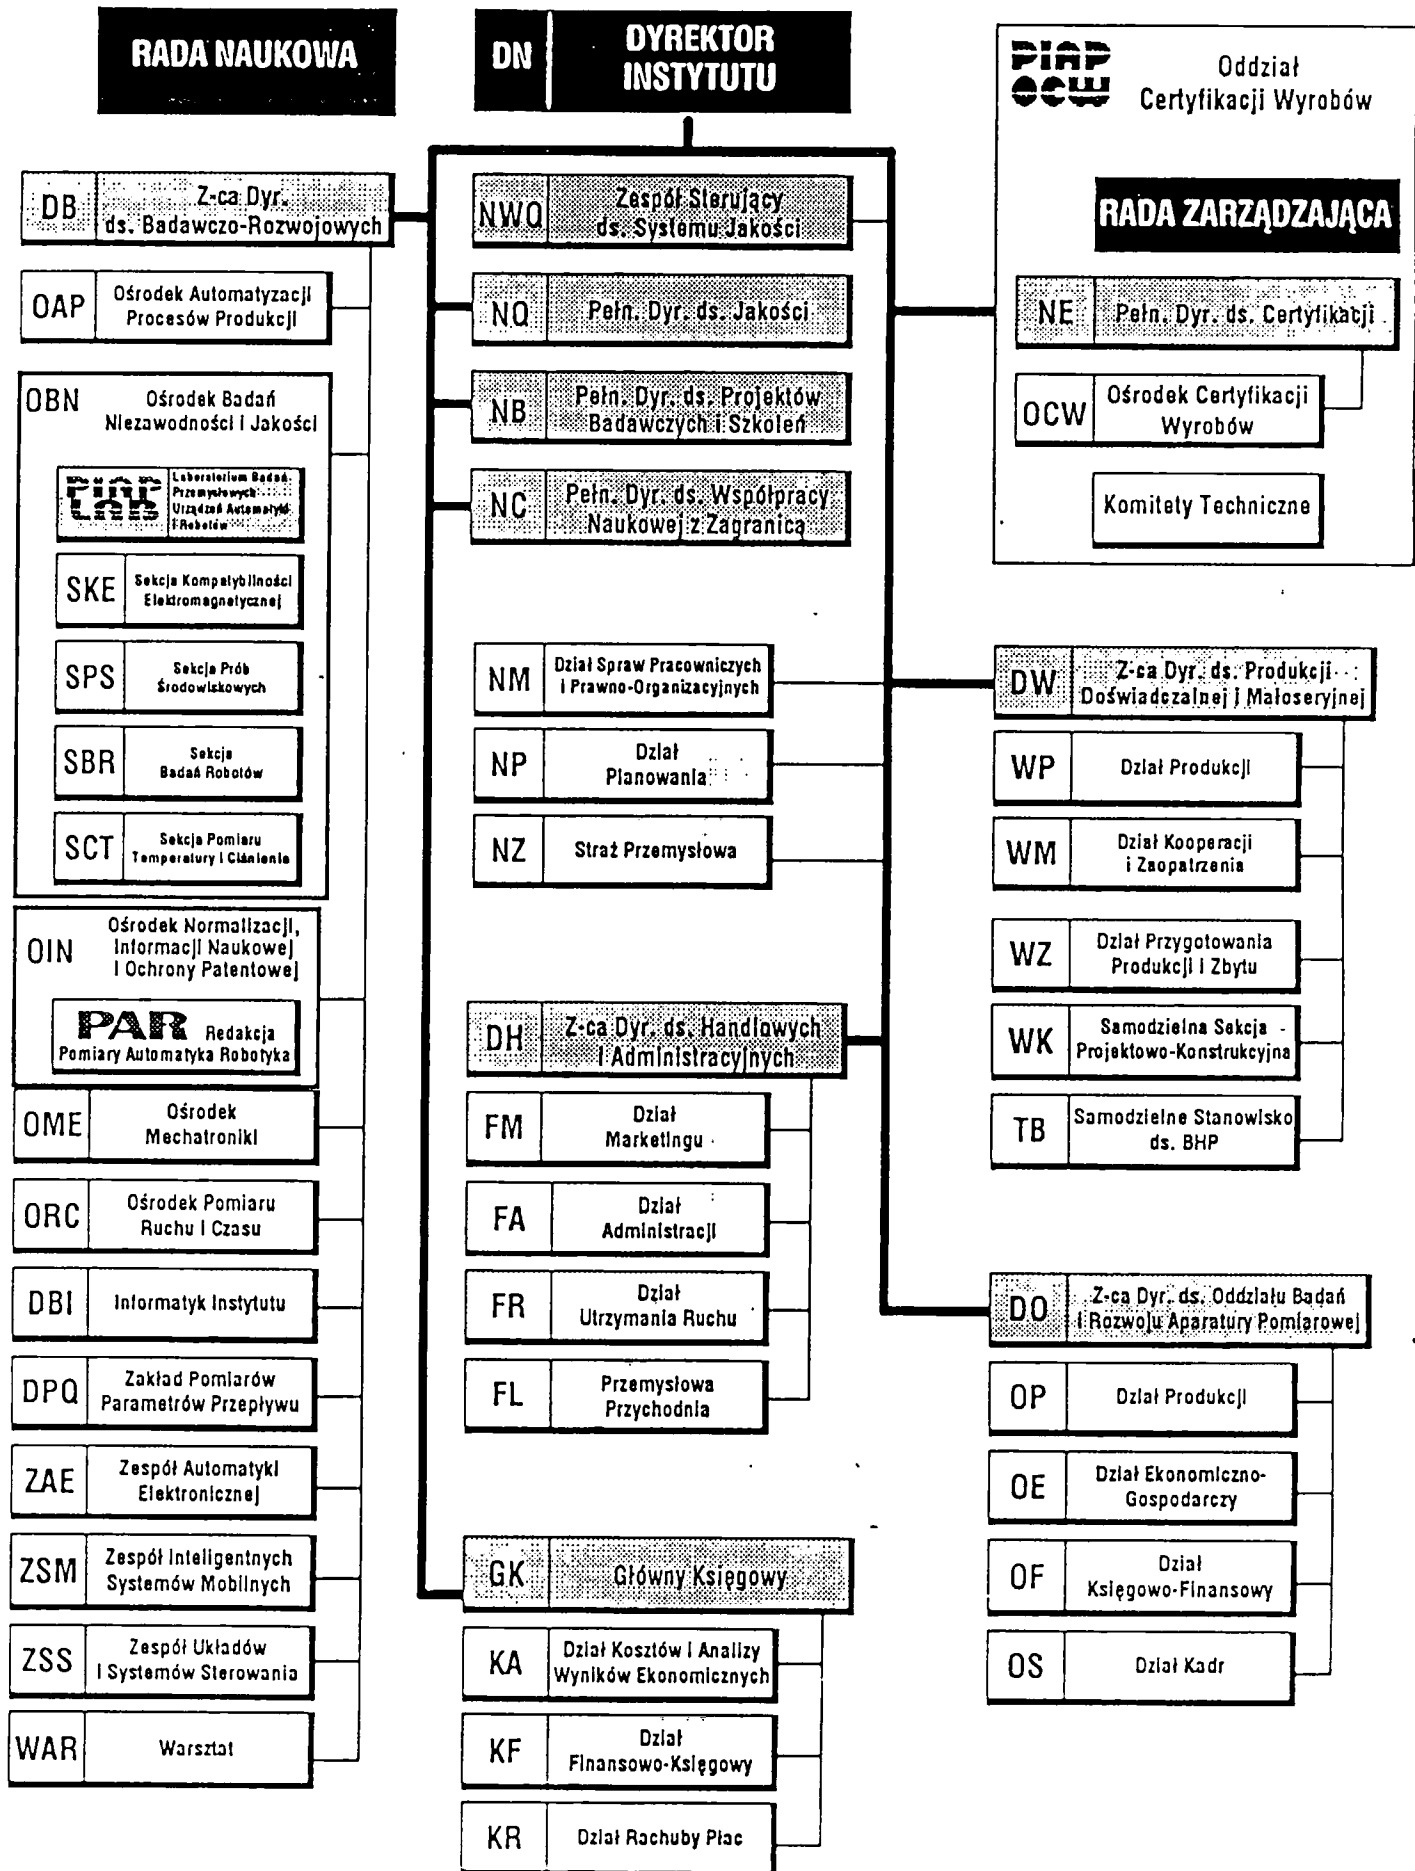 RADA NAUKOWA
DN
DYREKTOR
INSTYTUTU
PIAP
OCW
Oddział
Certyfikacji Wyrobów
RADA ZARZĄDZAJĄCA
NE
Pełn. Dyr. ds. Certyfikacji
OCW
Ośrodek Certyfikacji
Wyrobów
Komitety Techniczne
DB
Z-ca Dyr.
ds. Badawczo-Rozwojowych
OAP
Ośrodek Automatyzacji
Procesów Produkcji
OBN
Ośrodek Badań
Niezawodności i Jakości
Laboratorium Badań
Przemysłowych
Urządzeń Automatyki
i Robotów
SKE
Sekcja Kompatybilności
Elektromagnetycznej
SPS
Sekcja Prób
Środowiskowych
SBR
Sekcja
Badań Robotów
SCT
Sekcja Pomiaru
Temperatury i Ciśnienia
OIN
Ośrodek Normalizacji,
Informacji Naukowej
i Ochrony Patentowej
PAR Redakcja
Pomiary Automatyka Robotyka
OME
Ośrodek
Mechatroniki
ORC
Ośrodek Pomiaru
Ruchu i Czasu
DBI
Informatyk Instytutu
DPQ
Zakład Pomiarów
Parametrów Przepływu
ZAE
Zespół Automatyki
Elektronicznej
ZSM
Zespół Inteligentnych
Systemów Mobilnych
ZSS
Zespół Układów
i Systemów Sterowania
WAR
Warsztat
NWQ
Zespół Sterujący
ds. Systemu Jakości
NQ
Pełn. Dyr. ds. Jakości
NB
Pełn. Dyr. ds. Projektów
Badawczych i Szkoleń
NC
Pełn. Dyr. ds. Współpracy
Naukowej z Zagranicą
NM
Dział Spraw Pracowniczych
i Prawno-Organizacyjnych
NP
Dział
Planowania
NZ
Straż Przemysłowa
DH
Z-ca Dyr. ds. Handlowych
i Administracyjnych
FM
Dział
Marketingu
FA
Dział
Administracji
FR
Dział
Utrzymania Ruchu
FL
Przemysłowa
Przychodnia
GK
Główny Księgowy
KA
Dział Kosztów i Analizy
Wyników Ekonomicznych
KF
Dział
Finansowo-Księgowy
KR
Dział Rachuby Płac
DW
Z-ca Dyr. ds. Produkcji
Doświadczalnej i Małoseryjnej
WP
Dział Produkcji
WM
Dział Kooperacji
i Zaopatrzenia
WZ
Dział Przygotowania
Produkcji i Zbytu
WK
Samodzielna Sekcja
Projektowo-Konstrukcyjna
TB
Samodzielne Stanowisko
ds. BHP
DO
Z-ca Dyr. ds. Oddziału Badań
i Rozwoju Aparatury Pomiarowej
OP
Dział Produkcji
OE
Dział Ekonomiczno-
Gospodarczy
OF
Dział
Księgowo-Finansowy
OS
Dział Kadr